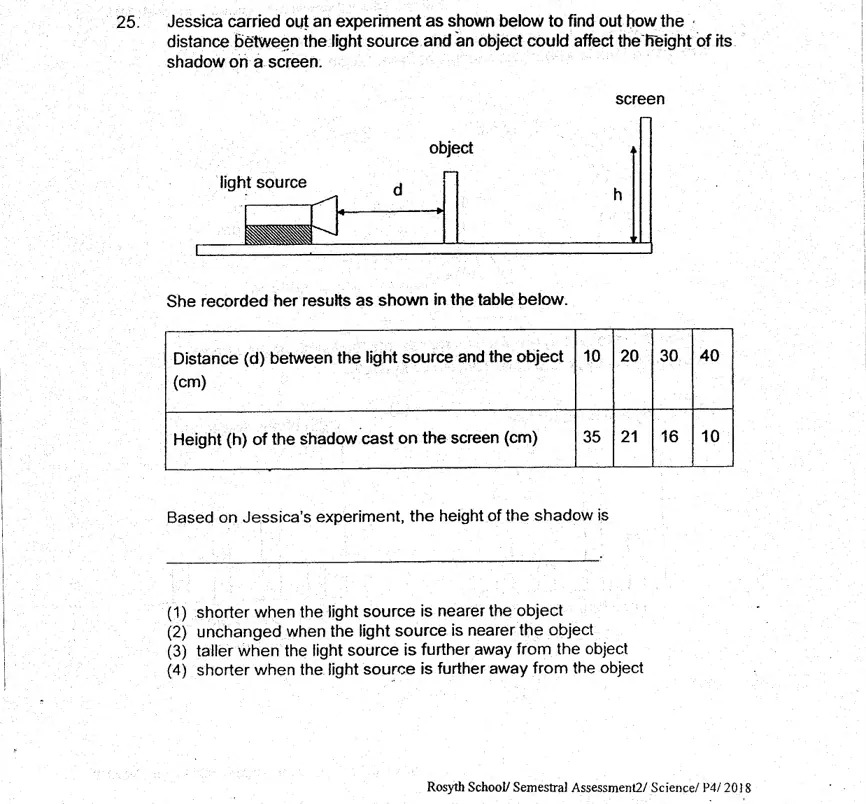 25. Jessica carried out an experiment as shown below to find out how the
distance between the light source and an object could affect the height of its
shadow on a screen.
screen
object
light source
d
h
She recorded her results as shown in the table below.
Distance (d) between the light source and the object 10 20 30 40
(cm)
Height (h) of the shadow cast on the screen (cm) 35 21 16 10
Based on Jessica's experiment, the height of the shadow is
(1) shorter when the light source is nearer the object
(2) unchanged when the light source is nearer the object
(3) taller when the light source is further away from the object
(4) shorter when the light source is further away from the object
Rosyth School/ Semestral Assessment2/ Science/ P4/ 2018